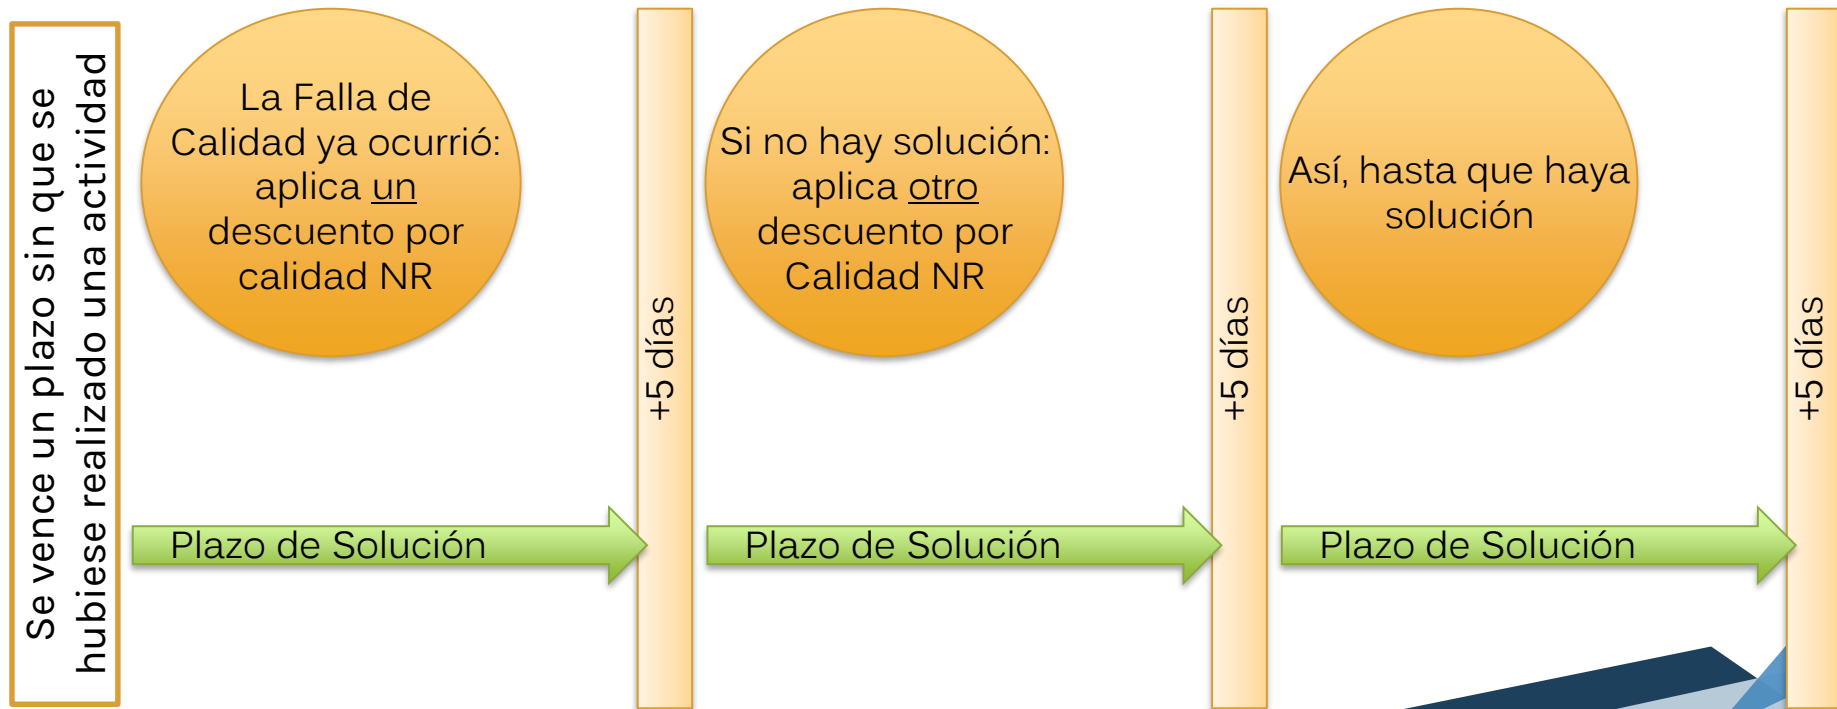 Se vence un plazo sin que se
hubiese realizado una actividad
La Falla de
Calidad ya ocurrió:
aplica un
descuento por
calidad NR
+5 días
Si no hay solución:
aplica otro
descuento por
Calidad NR
+5 días
Así, hasta que haya
solución
+5 días
Plazo de Solución
Plazo de Solución
Plazo de Solución